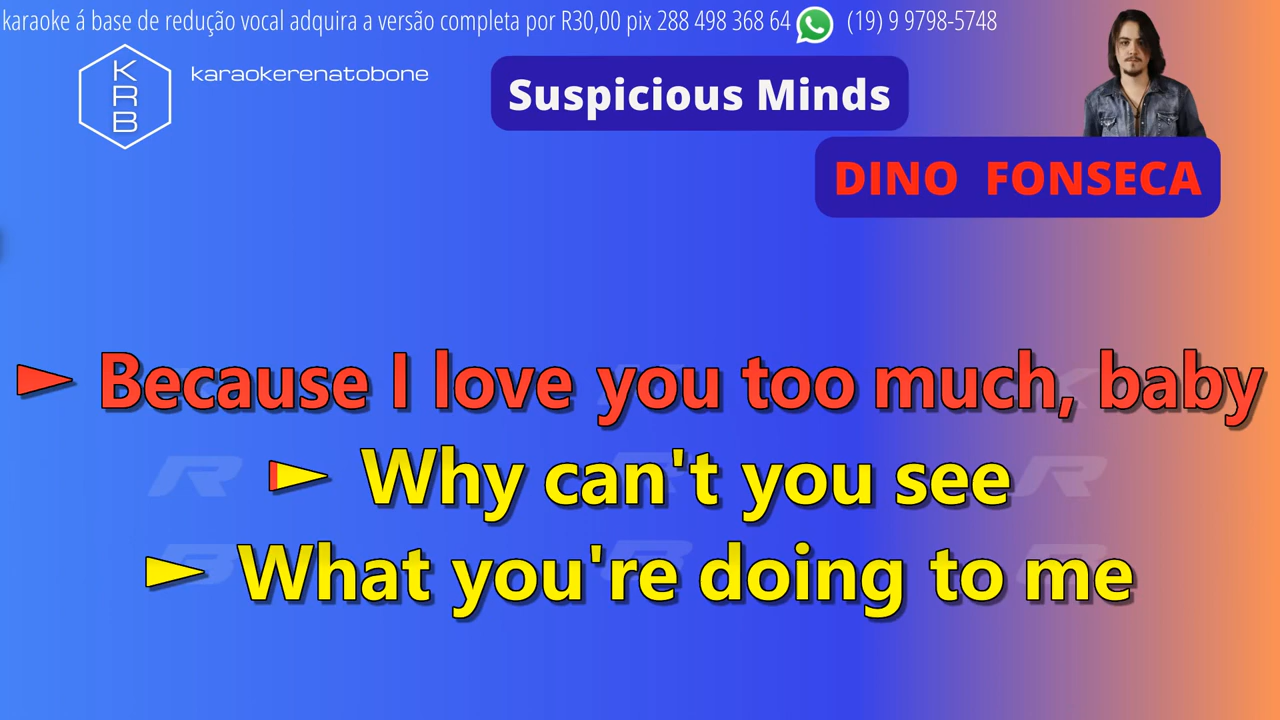 karaoke á base de redução vocal adquira a versão completa por R30,00 pix 288 498 368 64 (19) 9 9798-5748
KRB
karaokerenatobone
Suspicious Minds
DINO FONSECA
► Because I love you too much, baby
► Why can't you see
► What you're doing to me